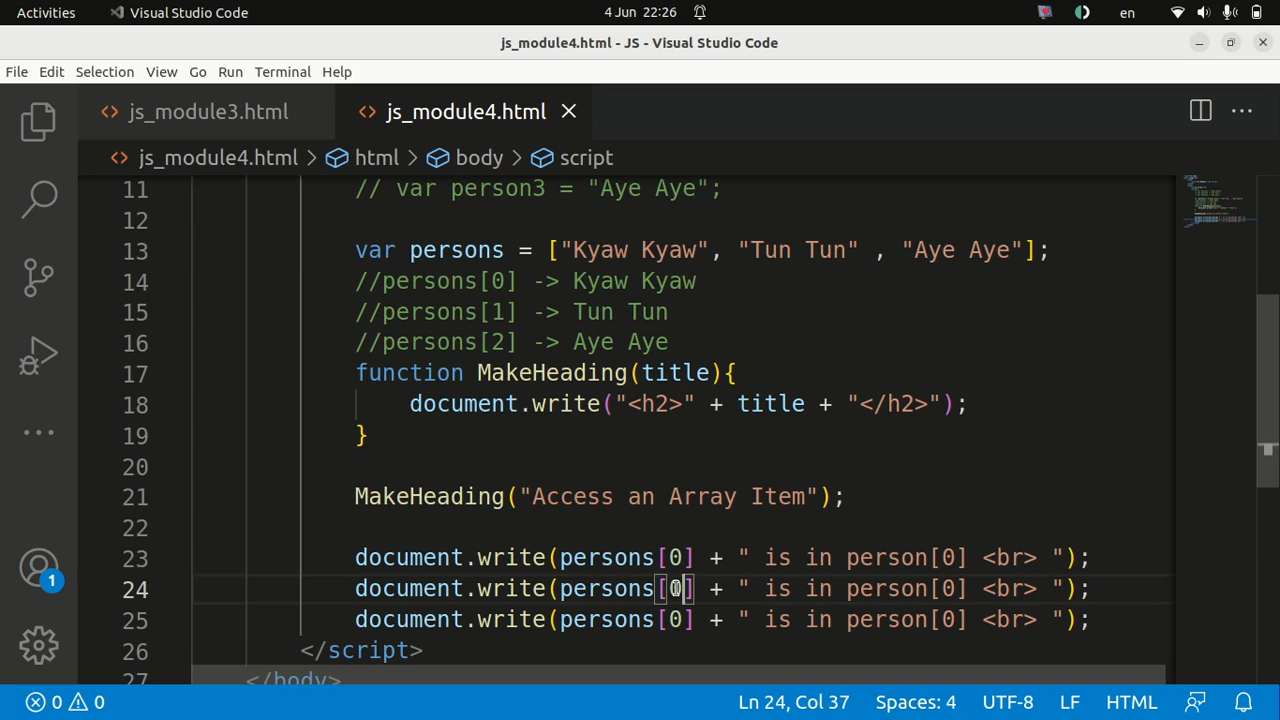 Activities Visual Studio Code 4 Jun 22:26 en
js_module4.html - JS - Visual Studio Code
File Edit Selection View Go Run Terminal Help
js_module3.html js_module4.html
js_module4.html > html > body > script
11 // var person3 = "Aye Aye";
12
13 var persons = ["Kyaw Kyaw", "Tun Tun" , "Aye Aye"];
14 //persons[0] -> Kyaw Kyaw
15 //persons[1] -> Tun Tun
16 //persons[2] -> Aye Aye
17 function MakeHeading(title){
18 document.write("<h2>" + title + "</h2>");
19 }
20
21 MakeHeading("Access an Array Item");
22
23 document.write(persons[0] + " is in person[0] <br> ");
24 document.write(persons[0] + " is in person[0] <br> ");
25 document.write(persons[0] + " is in person[0] <br> ");
26 </script>
27 </body>
1
0 0 Ln 24, Col 37 Spaces: 4 UTF-8 LF HTML